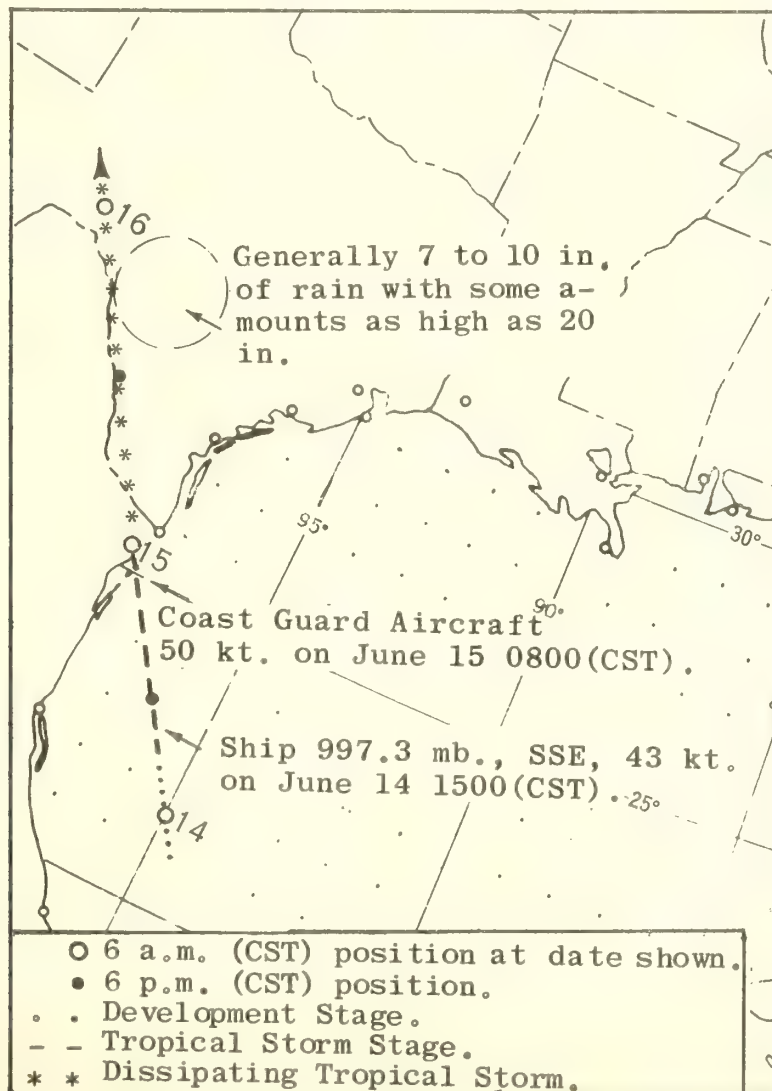 16
Generally 7 to 10 in.
of rain with some a-
mounts as high as 20
in.
95°
30°
15
90°
Coast Guard Aircraft
50 kt. on June 15 0800(CST).
Ship 997.3 mb., SSE, 43 kt.
on June 14 1500(CST).
25°
14
6 a.m. (CST) position at date shown.
6 p.m. (CST) position.
Development Stage.
Tropical Storm Stage.
Dissipating Tropical Storm.